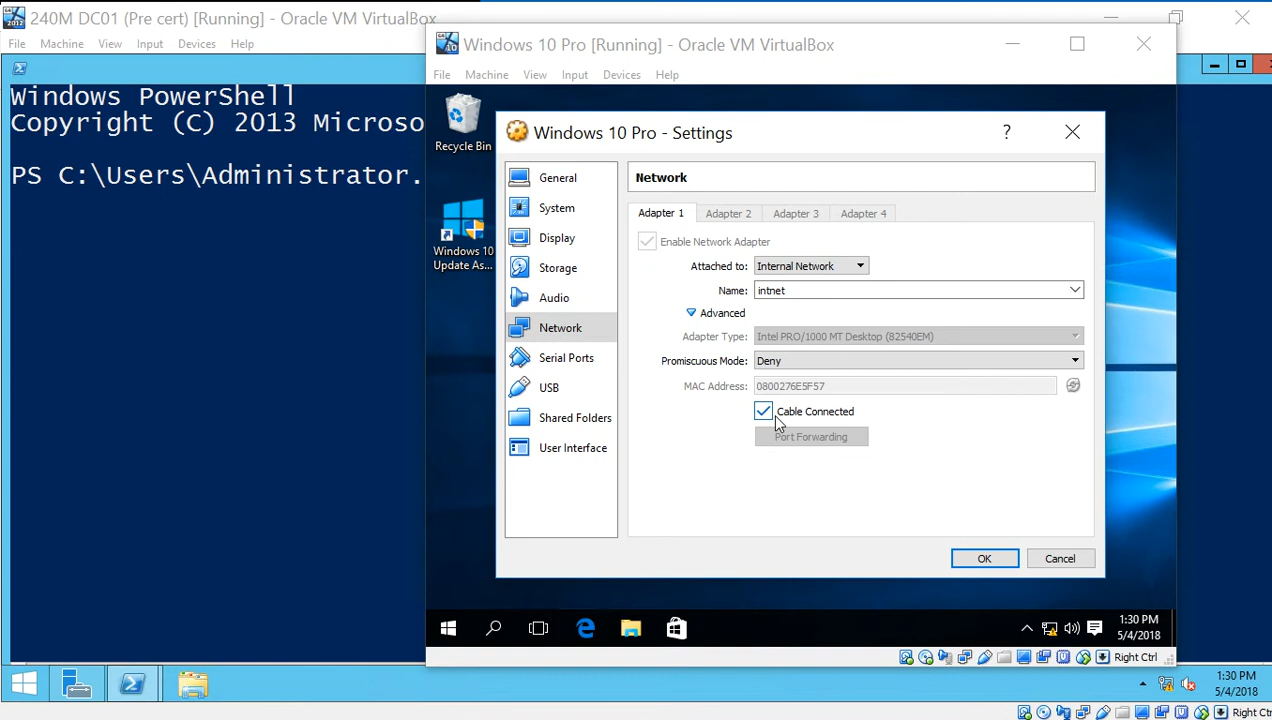 240M DC01 (Pre cert) [Running] - Oracle VM VirtualBox
File Machine View Input Devices Help
Windows PowerShell
Copyright (C) 2013 Microso
PS C:\Users\Administrator.
Windows 10 Pro [Running] - Oracle VM VirtualBox
File Machine View Input Devices Help
Recycle Bin
Windows 10
Update As...
Windows 10 Pro - Settings
?
General
System
Display
Storage
Audio
Network
Serial Ports
USB
Shared Folders
User Interface
Network
Adapter 1 Adapter 2 Adapter 3 Adapter 4
Enable Network Adapter
Attached to: Internal Network
Name: intnet
Advanced
Adapter Type: Intel PRO/1000 MT Desktop (82540EM)
Promiscuous Mode: Deny
MAC Address: 0800276E5F57
Cable Connected
Port Forwarding
OK Cancel
1:30 PM
5/4/2018
Right Ctrl
1:30 PM
5/4/2018
Right Ctr